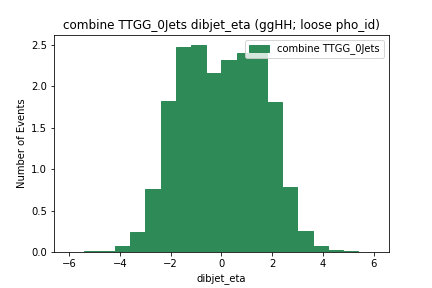 combine TTGG_0Jets dibjet_eta (ggHH; loose pho_id)
combine TTGG_0Jets
Number of Events
2.5
2.0
1.5
1.0
0.5
0.0
−6 −4 −2 0 2 4 6
dibjet_eta